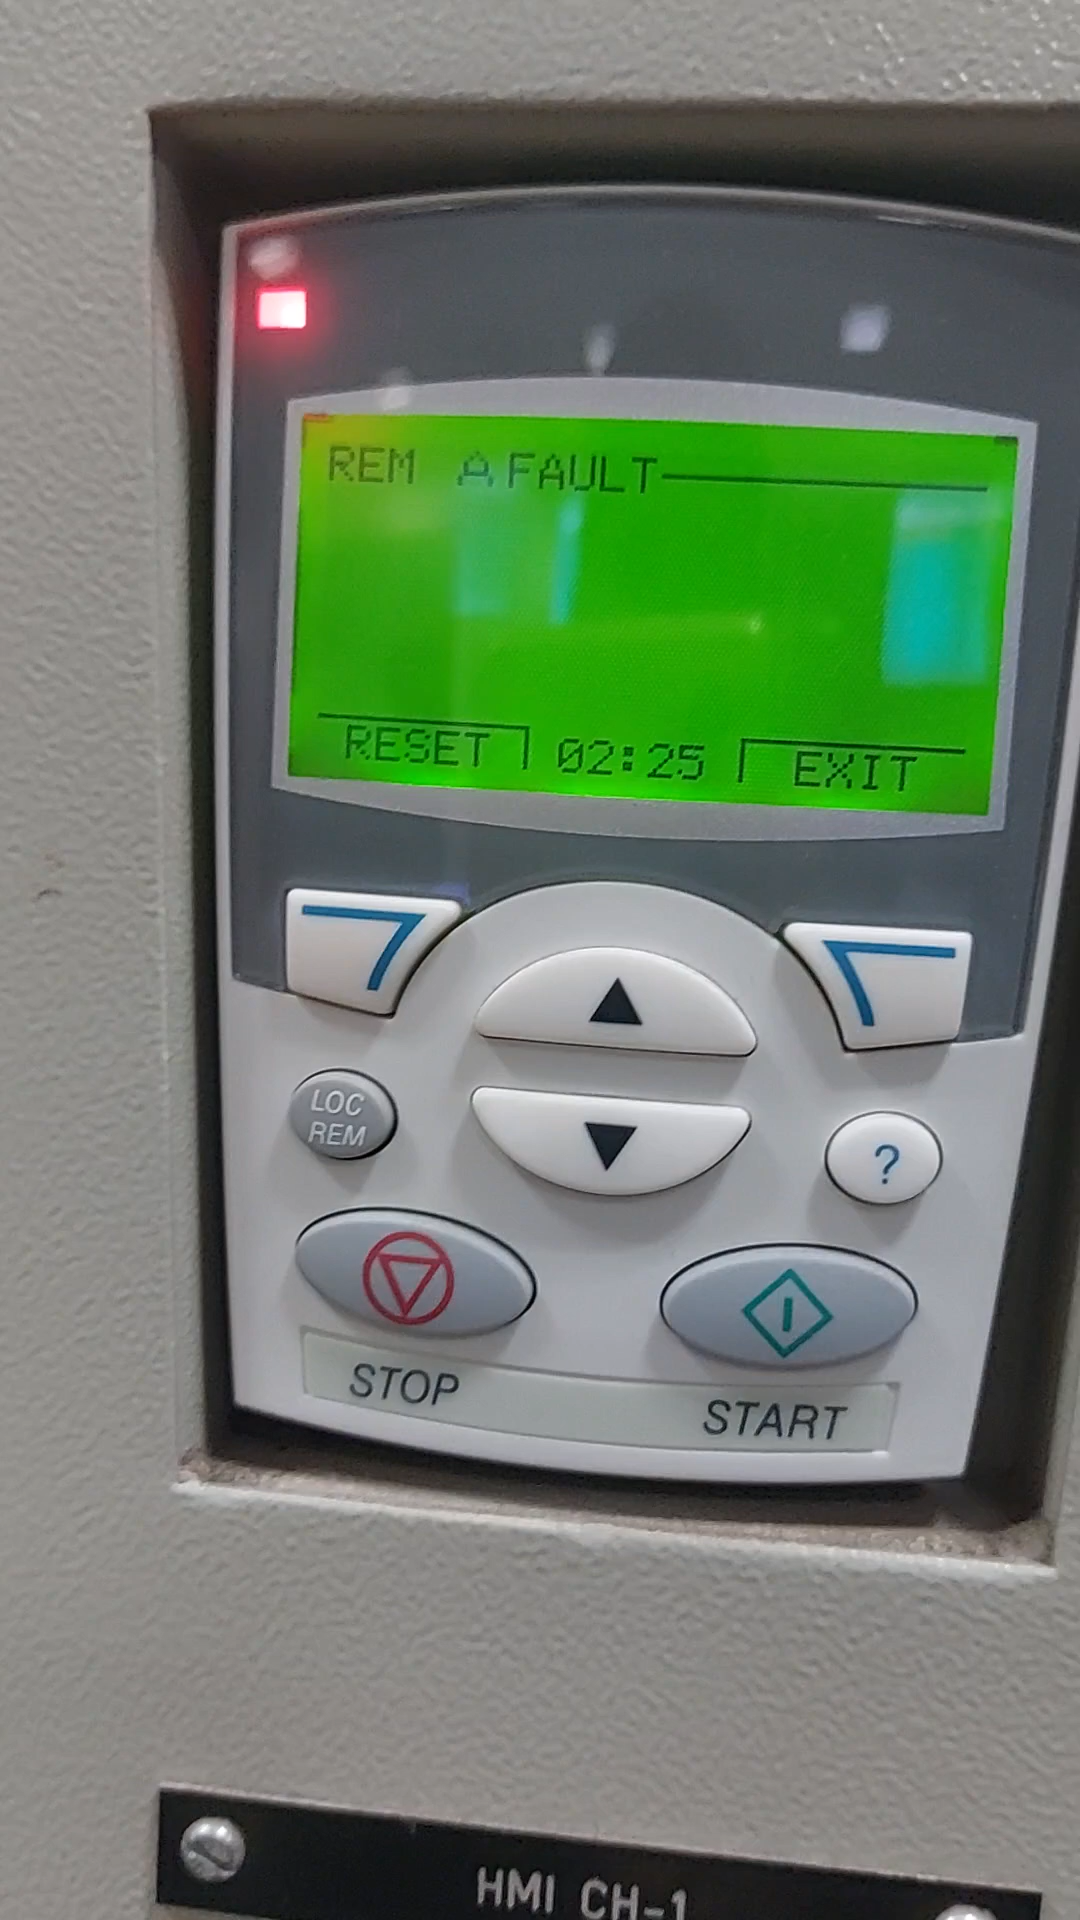 REM A FAULT
RESET 02:25 EXIT
LOC
REM
?
STOP START
HMI CH-1